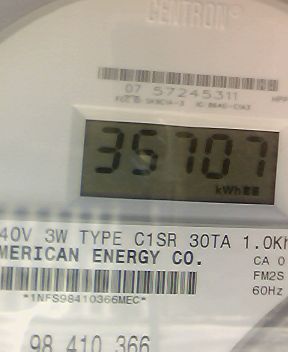 CENTRON®
07 57245311
35707
kWh
40V 3W TYPE C1SR 30TA 1.0Kh
MERICAN ENERGY CO.
CA 0
FM2S
*1NFS98410366MEC*
60Hz
98 410 366